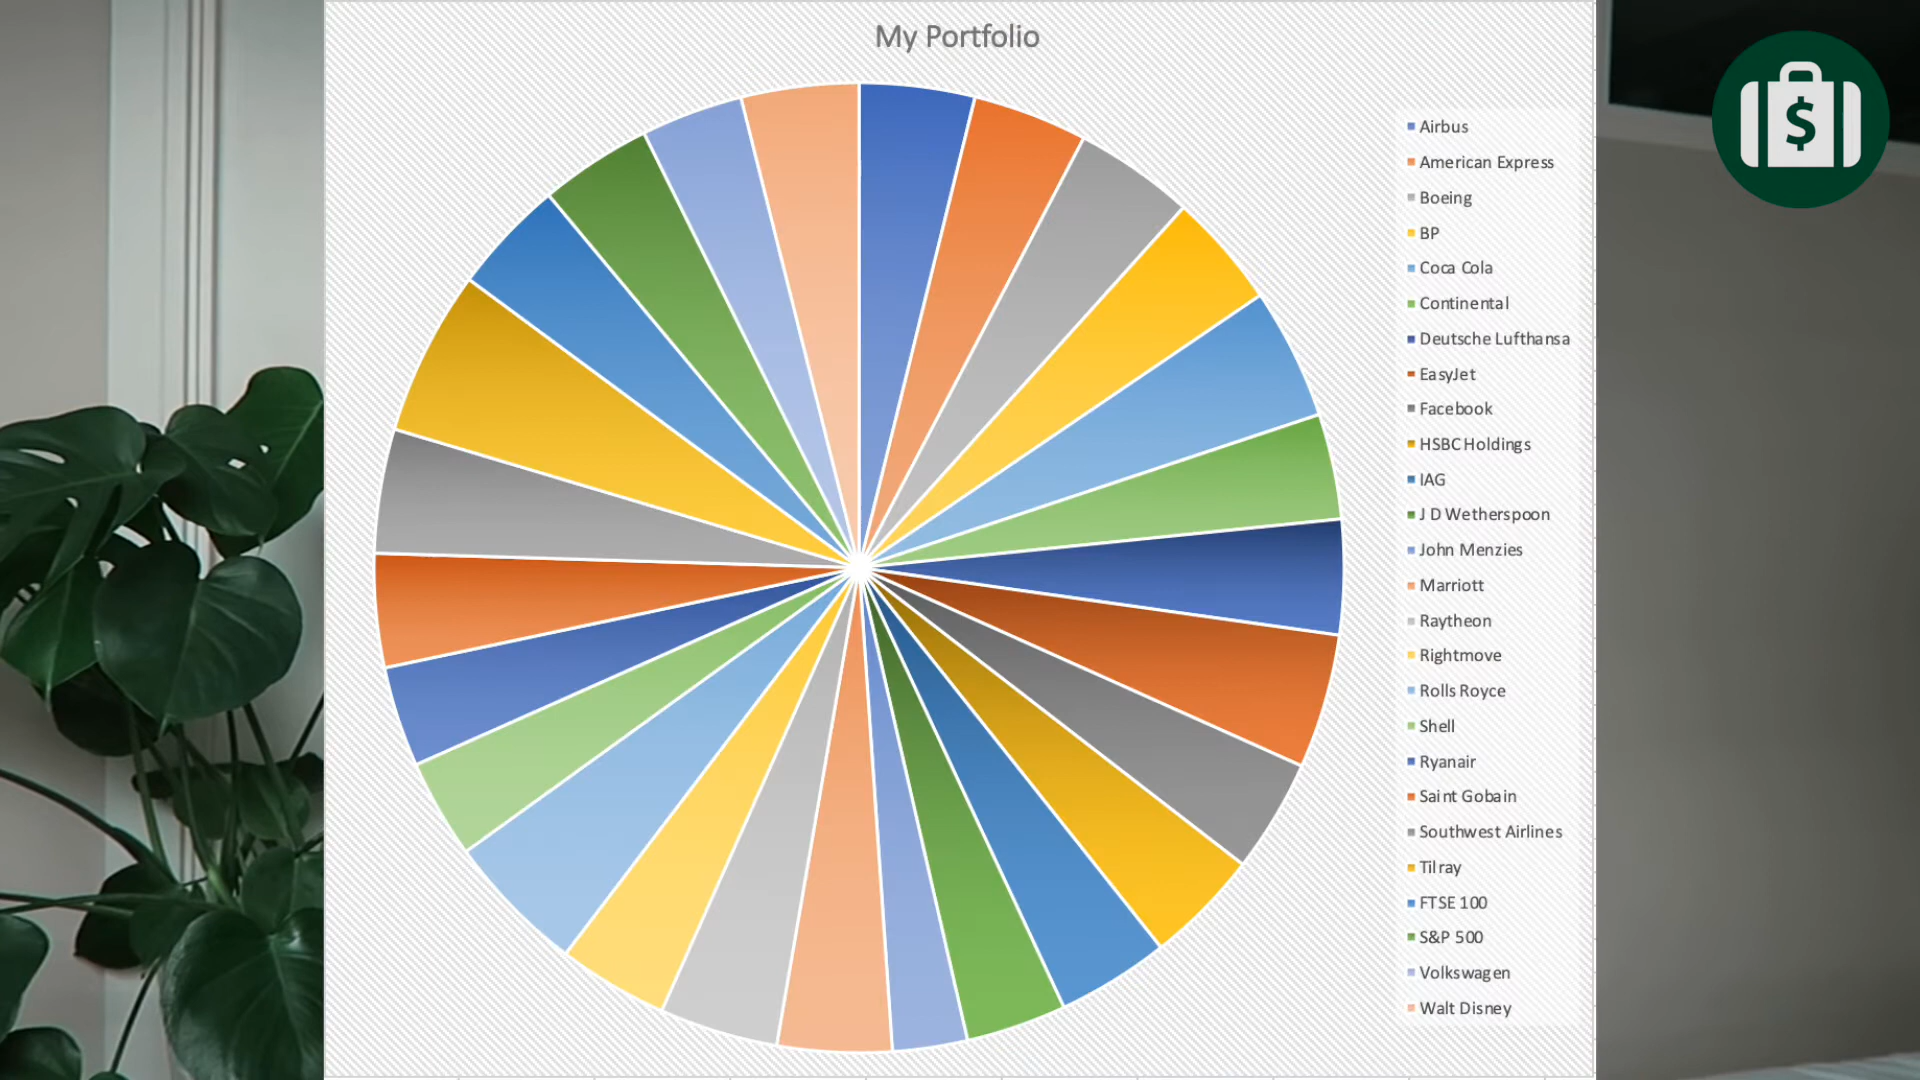 My Portfolio
Airbus
American Express
Boeing
BP
Coca Cola
Continental
Deutsche Lufthansa
EasyJet
Facebook
HSBC Holdings
IAG
J D Wetherspoon
John Menzies
Marriott
Raytheon
Rightmove
Rolls Royce
Shell
Ryanair
Saint Gobain
Southwest Airlines
Tilray
FTSE 100
S&P 500
Volkswagen
Walt Disney
$